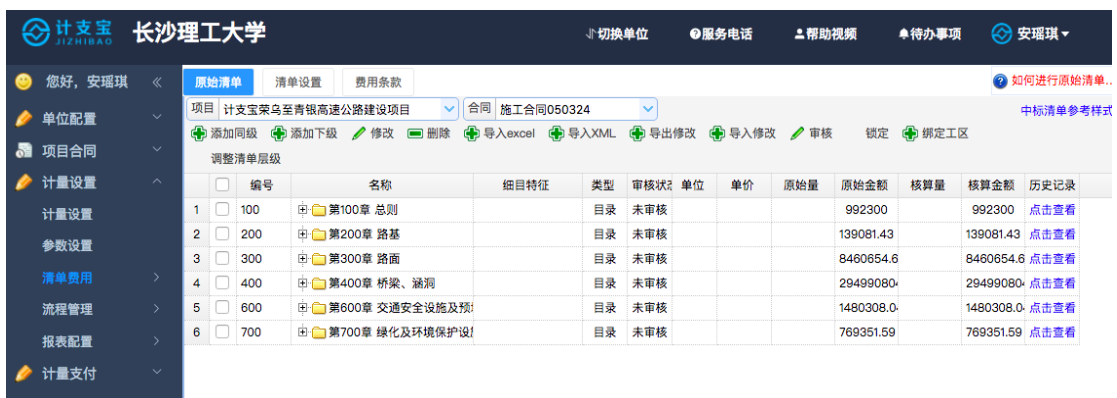 计支宝 JIZHIBAO 长沙理工大学 切换单位 服务电话 帮助视频 待办事项 安瑶琪
您好，安瑶琪
单位配置
项目合同
计量设置
计量设置
参数设置
清单费用
流程管理
报表配置
计量支付
原始清单 清单设置 费用条款 如何进行原始清单...
项目 计支宝荣乌至青银高速公路建设项目 合同 施工合同050324 中标清单参考样式
添加同级 添加下级 修改 删除 导入excel 导入XML 导出修改 导入修改 审核 锁定 绑定工区
调整清单层级
编号 名称 细目特征 类型 审核状态 单位 单价 原始量 原始金额 核算量 核算金额 历史记录
1 100 第100章 总则 目录 未审核 992300 992300 点击查看
2 200 第200章 路基 目录 未审核 139081.43 139081.43 点击查看
3 300 第300章 路面 目录 未审核 8460654.6 8460654.6 点击查看
4 400 第400章 桥梁、涵洞 目录 未审核 29499080 29499080 点击查看
5 600 第600章 交通安全设施及预 目录 未审核 1480308.0 1480308.0 点击查看
6 700 第700章 绿化及环境保护设 目录 未审核 769351.59 769351.59 点击查看